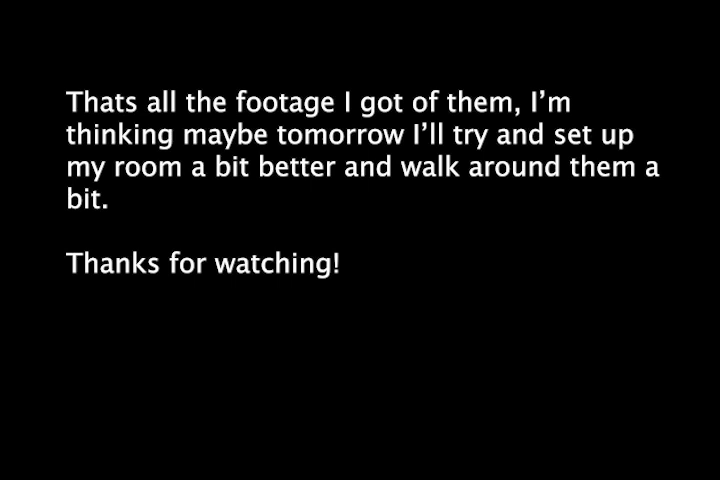 Thats all the footage I got of them, I’m
thinking maybe tomorrow I’ll try and set up
my room a bit better and walk around them a
bit.
Thanks for watching!